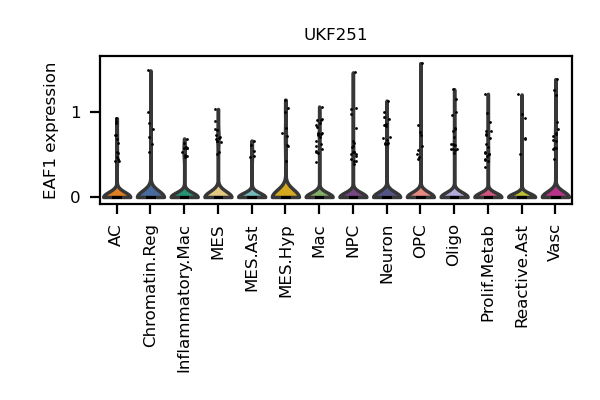 UKF251
EAF1 expression
1
0
AC
Chromatin.Reg
Inflammatory.Mac
MES
MES.Ast
MES.Hyp
Mac
NPC
Neuron
OPC
Oligo
Prolif.Metab
Reactive.Ast
Vasc